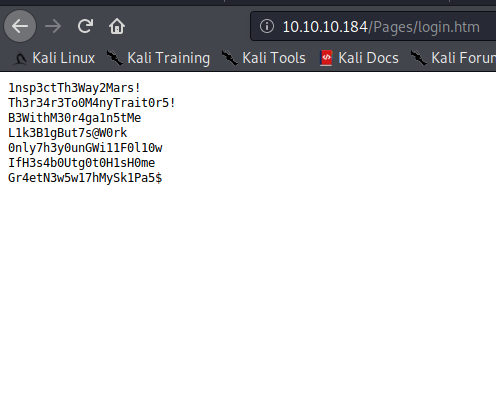 10.10.10.184/Pages/login.htm
Kali Linux Kali Training Kali Tools Kali Docs Kali Forun
1nsp3ctTh3Way2Mars!
Th3r34r3To0M4nyTrait0r5!
B3WithM30r4ga1n5tMe
L1k3B1gBut7s@W0rk
0nly7h3y0unGWi11F0l10w
IfH3s4b0Utg0t0H1sH0me
Gr4etN3w5w17hMySk1Pa5$